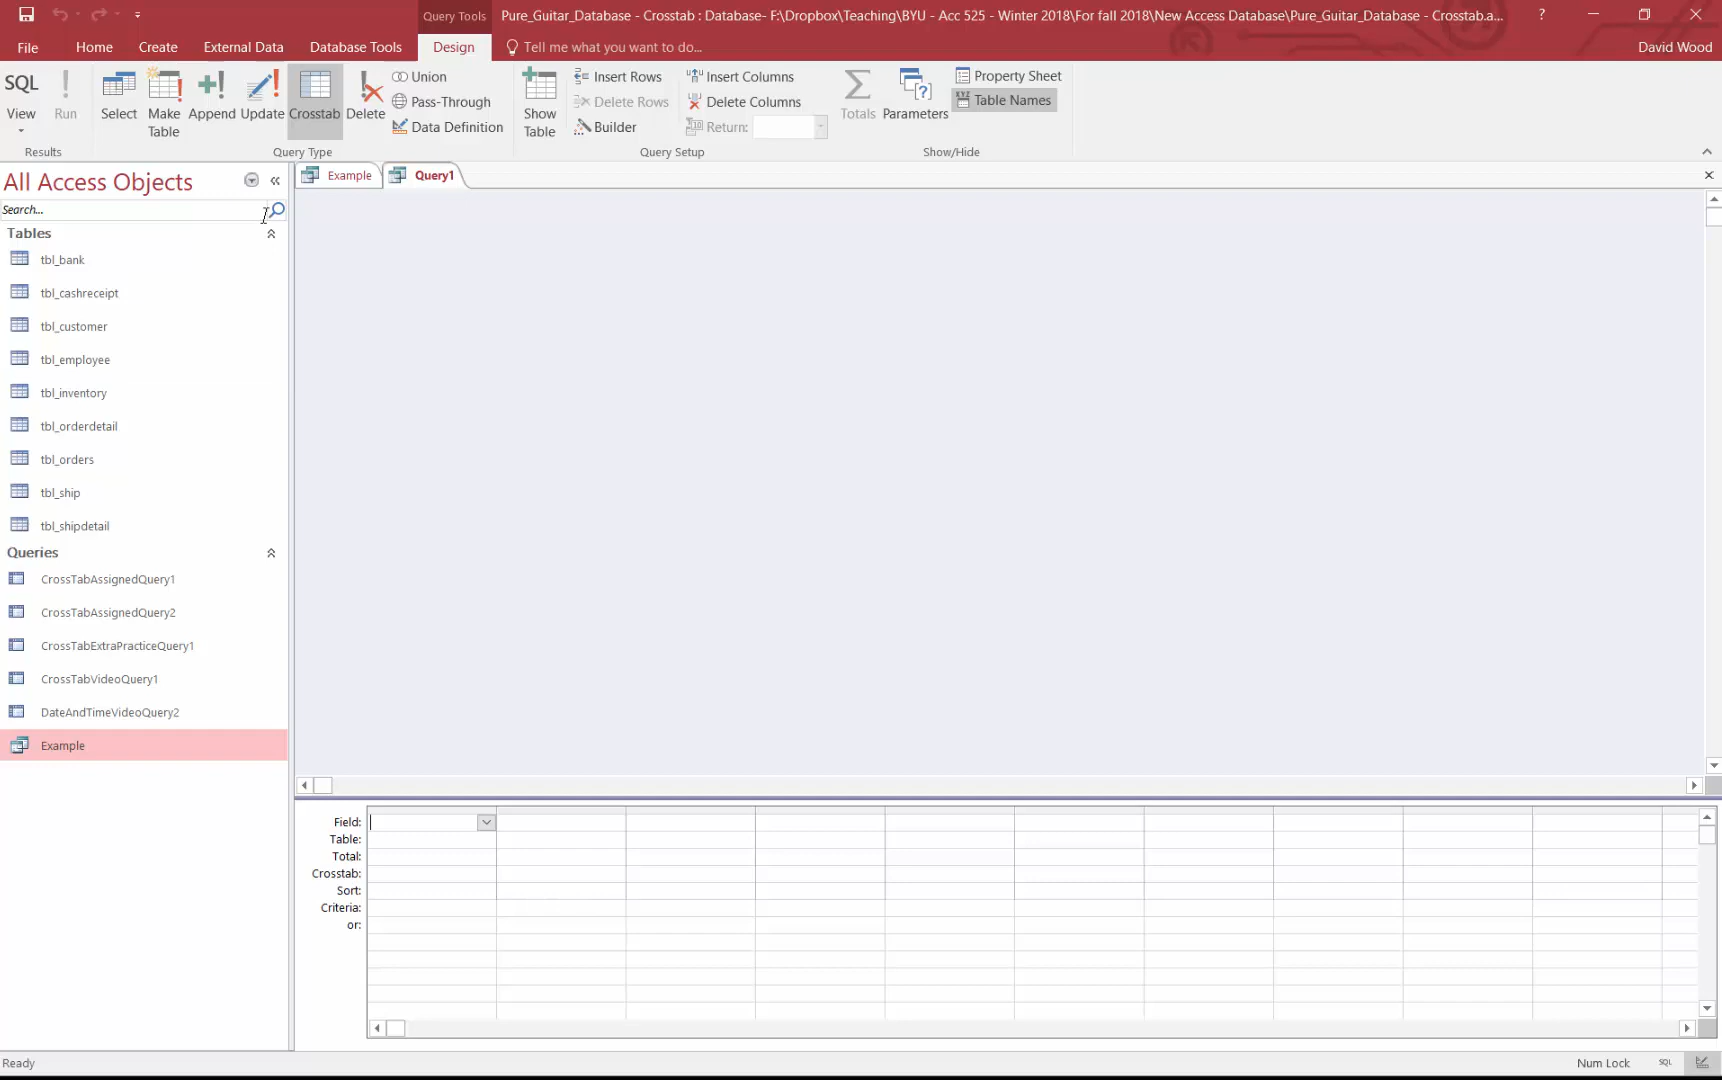 Query Tools
Pure_Guitar_Database - Crosstab : Database- F:\Dropbox\Teaching\BYU - Acc 525 - Winter 2018\For fall 2018\New Access Database\Pure_Guitar_Database - Crosstab.a...
?
File
Home
Create
External Data
Database Tools
Design
Tell me what you want to do...
David Wood
SQL
View
Run
Select
Make
Table
Append
Update
Crosstab
Delete
Union
Pass-Through
Data Definition
Show
Table
Insert Rows
Delete Rows
Builder
Insert Columns
Delete Columns
Return:
Totals
Parameters
Property Sheet
XYZ Table Names
Results
Query Type
Query Setup
Show/Hide
All Access Objects
Search...
Example
Query1
Tables
tbl_bank
tbl_cashreceipt
tbl_customer
tbl_employee
tbl_inventory
tbl_orderdetail
tbl_orders
tbl_ship
tbl_shipdetail
Queries
CrossTabAssignedQuery1
CrossTabAssignedQuery2
CrossTabExtraPracticeQuery1
CrossTabVideoQuery1
DateAndTimeVideoQuery2
Example
Field:
Table:
Total:
Crosstab:
Sort:
Criteria:
or:
Ready
Num Lock
SQL